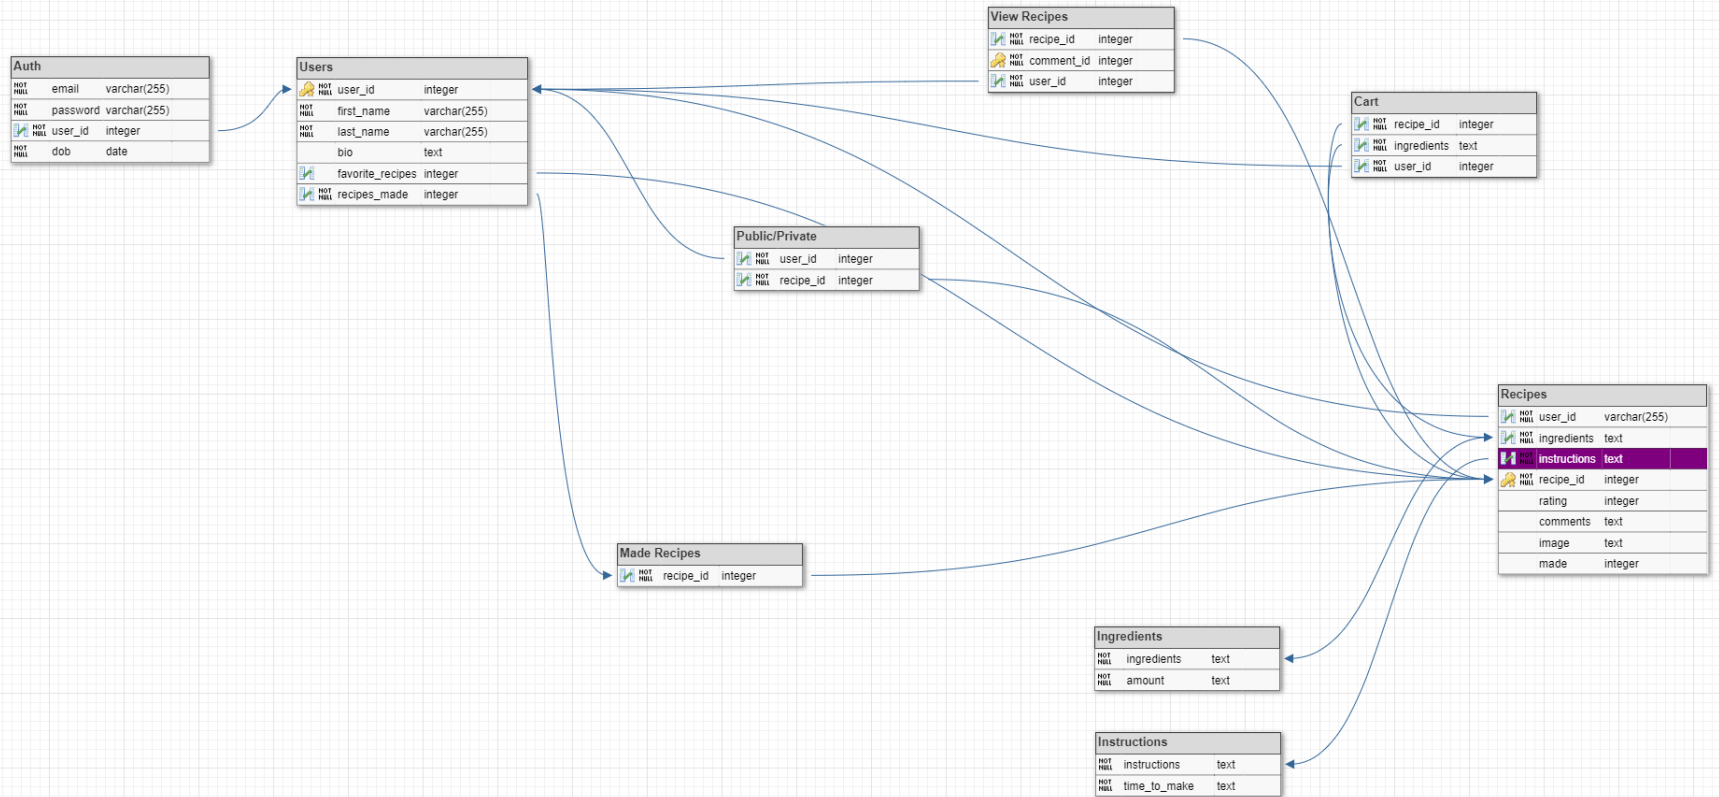 View Recipes
NOT NULL recipe_id integer
NOT NULL comment_id integer
NOT NULL user_id integer
Auth
NOT NULL email varchar(255)
NOT NULL password varchar(255)
NOT NULL user_id integer
NOT NULL dob date
Users
NOT NULL user_id integer
NOT NULL first_name varchar(255)
NOT NULL last_name varchar(255)
bio text
favorite_recipes integer
NOT NULL recipes_made integer
Cart
NOT NULL recipe_id integer
NOT NULL ingredients text
NOT NULL user_id integer
Public/Private
NOT NULL user_id integer
NOT NULL recipe_id integer
Recipes
NOT NULL user_id varchar(255)
NOT NULL ingredients text
NOT NULL instructions text
NOT NULL recipe_id integer
rating integer
comments text
image text
made integer
Made Recipes
NOT NULL recipe_id integer
Ingredients
NOT NULL ingredients text
NOT NULL amount text
Instructions
NOT NULL instructions text
NOT NULL time_to_make text